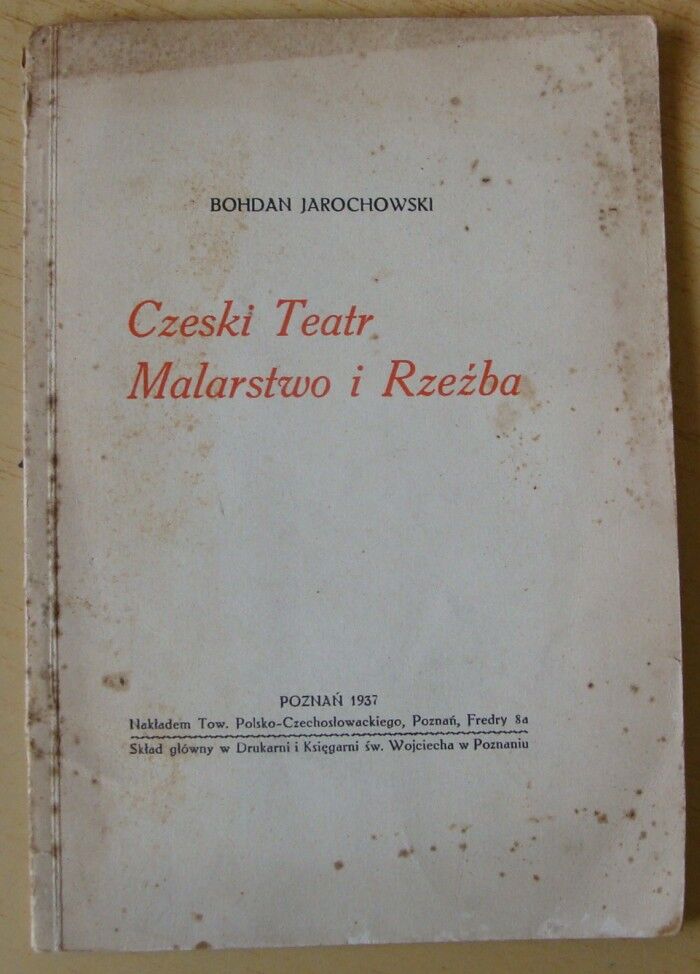 BOHDAN JAROCHOWSKI
Czeski Teatr
Malarstwo i Rzeźba
POZNAŃ 1937
Nakładem Tow. Polsko-Czechosłowackiego, Poznań, Fredry 8a
Skład główny w Drukarni i Księgarni św. Wojciecha w Poznaniu